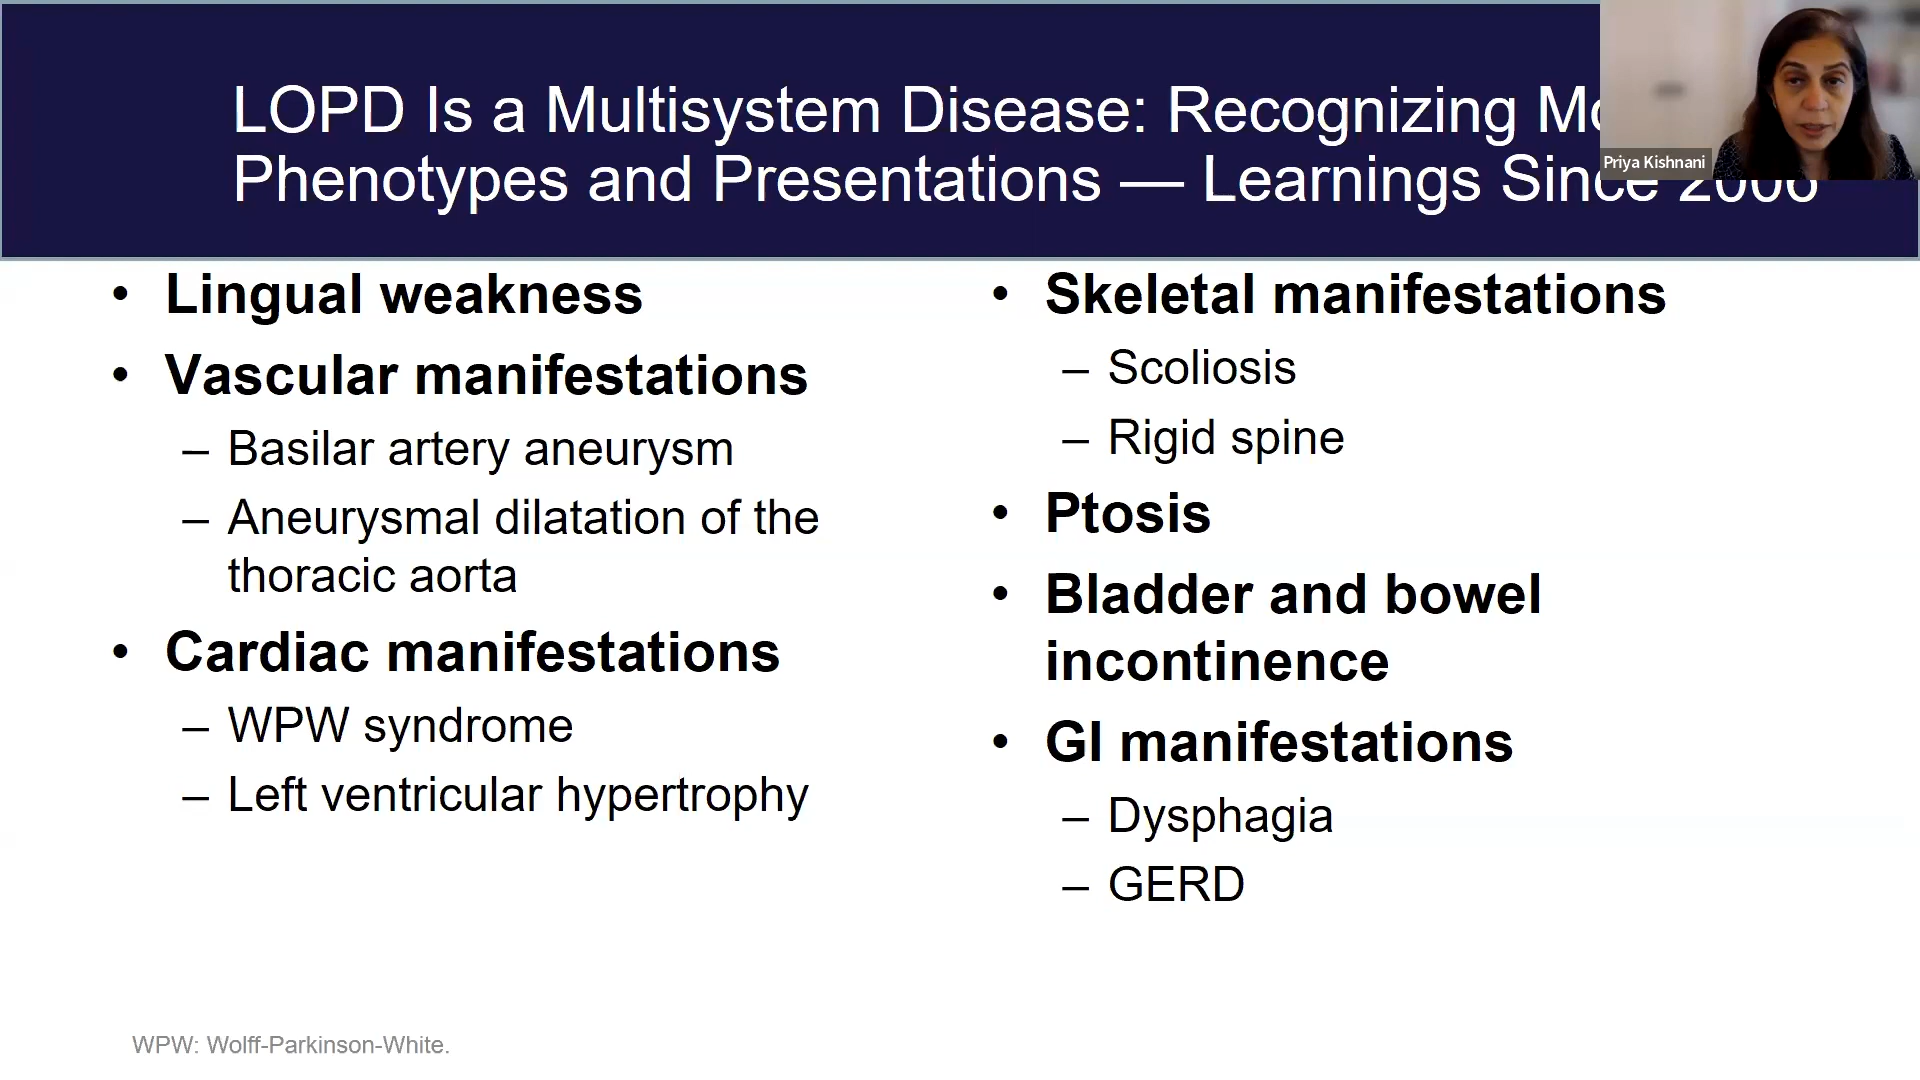 LOPD Is a Multisystem Disease: Recognizing
Phenotypes and Presentations — Learnings Since 2006
Priya Kishnani
• Lingual weakness
• Vascular manifestations
– Basilar artery aneurysm
– Aneurysmal dilatation of the
thoracic aorta
• Cardiac manifestations
– WPW syndrome
– Left ventricular hypertrophy
• Skeletal manifestations
– Scoliosis
– Rigid spine
• Ptosis
• Bladder and bowel
incontinence
• GI manifestations
– Dysphagia
– GERD
WPW: Wolff-Parkinson-White.